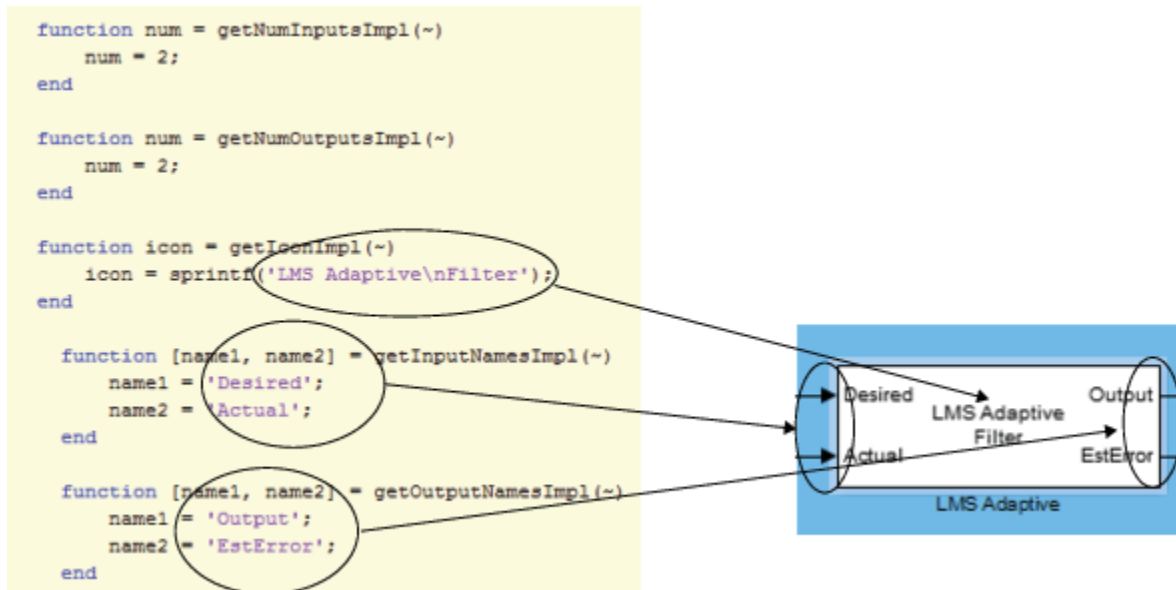 function num = getNumInputsImpl(~)
num = 2;
end
function num = getNumOutputsImpl(~)
num = 2;
end
function icon = getIconImpl(~)
icon = sprintf('LMS Adaptive\nFilter');
end
function [name1, name2] = getInputNamesImpl(~)
name1 = 'Desired';
name2 = 'Actual';
end
function [name1, name2] = getOutputNamesImpl(~)
name1 = 'Output';
name2 = 'EstError';
end
Desired
Output
LMS Adaptive
Filter
Actual
EstError
LMS Adaptive